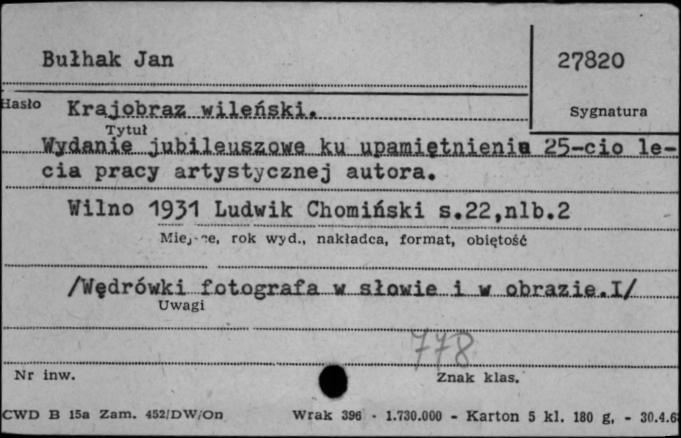 Bułhak Jan
27820
Hasło
Krajobraz wileński.
Sygnatura
Tytuł
Wydanie jubileuszowe ku upamiętnieniu 25-cio le-
cia pracy artystycznej autora.
Wilno 1931 Ludwik Chomiński s.22,nlb.2
Miejsce, rok wyd., nakładca, format, objętość
/Wędrówki fotografa w słowie i w obrazie.I/
Uwagi
778
Nr inw.
Znak klas.
CWD B 15a Zam. 452/DW/On Wrak 396 - 1.730.000 - Karton 5 kl. 180 g. - 30.4.6